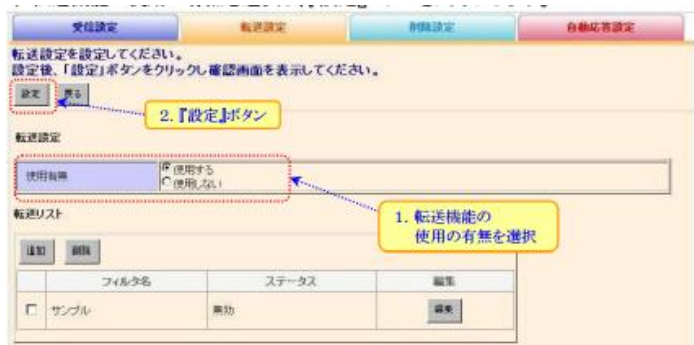 受信設定 転送設定 削除設定 自動応答設定
転送設定を設定してください。
設定後、「設定」ボタンをクリックし確認画面を表示してください。
設定 戻る
2.『設定』ボタン
転送設定
使用有無
使用する
使用しない
1. 転送機能の
使用の有無を選択
転送リスト
追加 削除
フィルタ名 ステータス 編集
サンプル 無効 編集